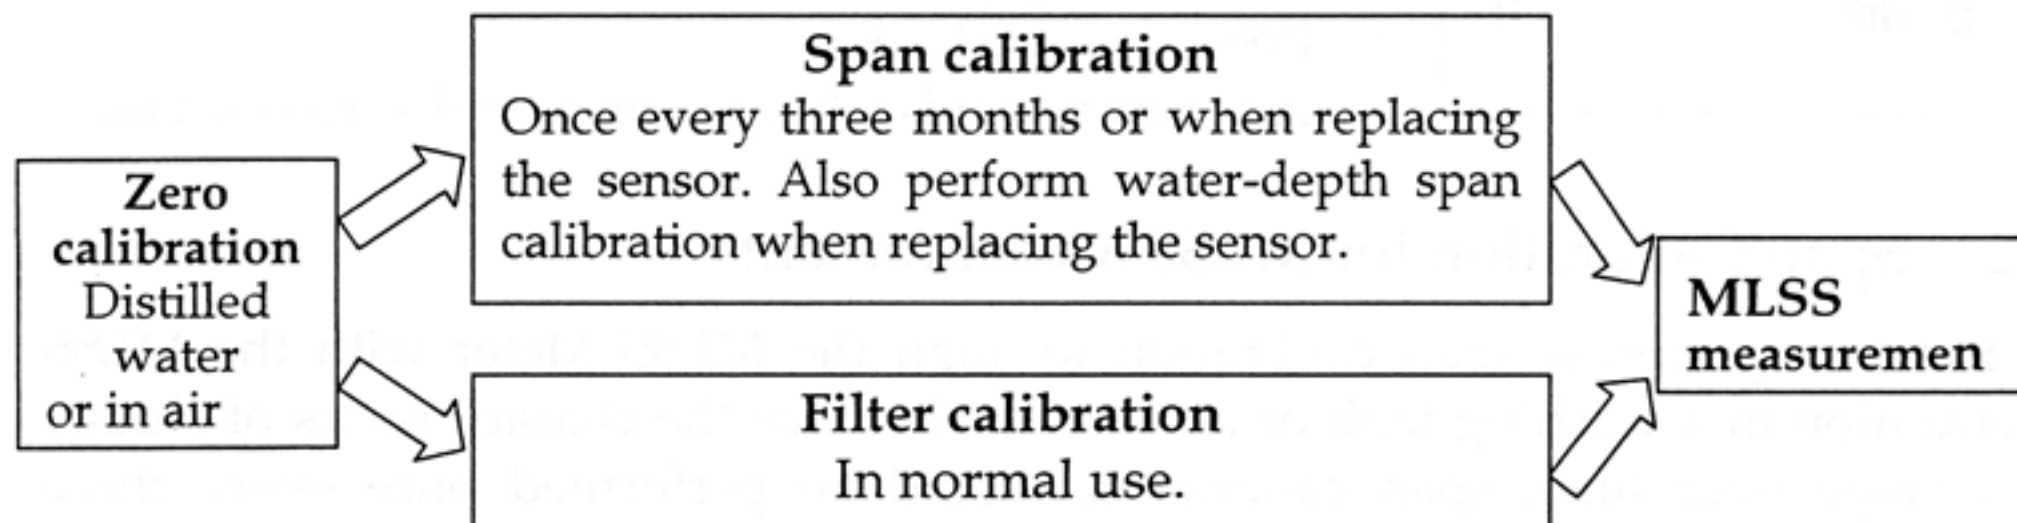 Zero
calibration
Distilled
water
or in air
Span calibration
Once every three months or when replacing
the sensor. Also perform water-depth span
calibration when replacing the sensor.
Filter calibration
In normal use.
MLSS
measuremen